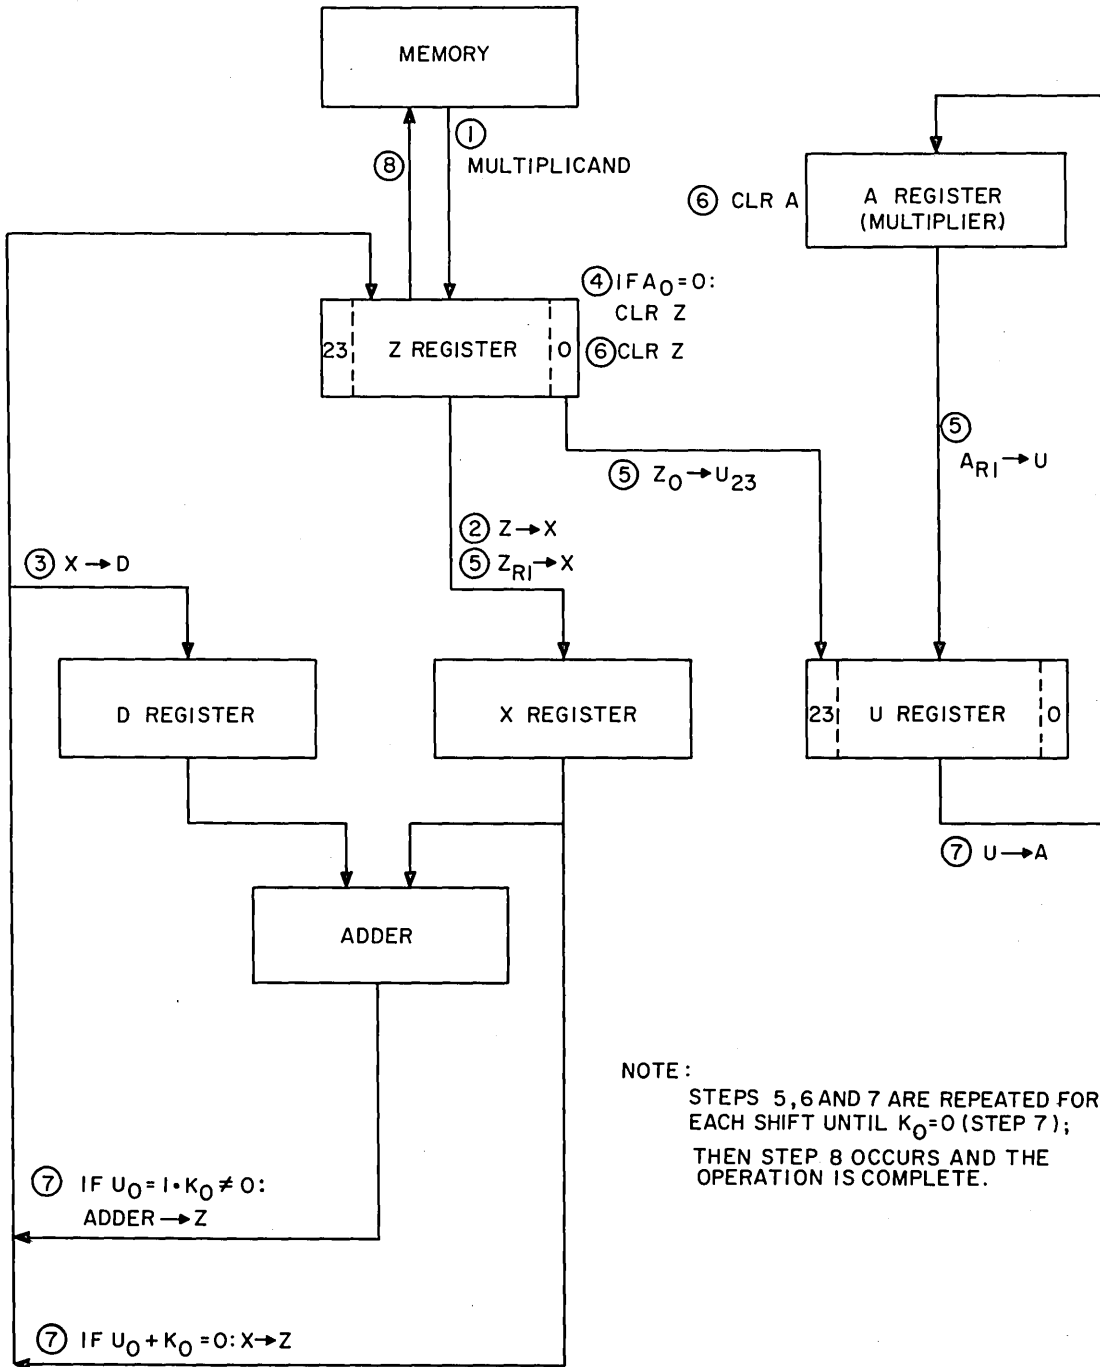 MEMORY
①
MULTIPLICAND
⑧
⑥ CLR A
A REGISTER
(MULTIPLIER)
④ IF A₀=0:
CLR Z
23 Z REGISTER 0
⑥ CLR Z
⑤
A_R1→U
⑤ Z₀→U₂₃
② Z→X
⑤ Z_R1→X
③ X→D
D REGISTER
X REGISTER
23 U REGISTER 0
⑦ U→A
ADDER
NOTE:
STEPS 5,6 AND 7 ARE REPEATED FOR
EACH SHIFT UNTIL K₀=0 (STEP 7);
THEN STEP 8 OCCURS AND THE
OPERATION IS COMPLETE.
⑦ IF U₀=1•K₀≠0:
ADDER→Z
⑦ IF U₀+K₀=0:X→Z